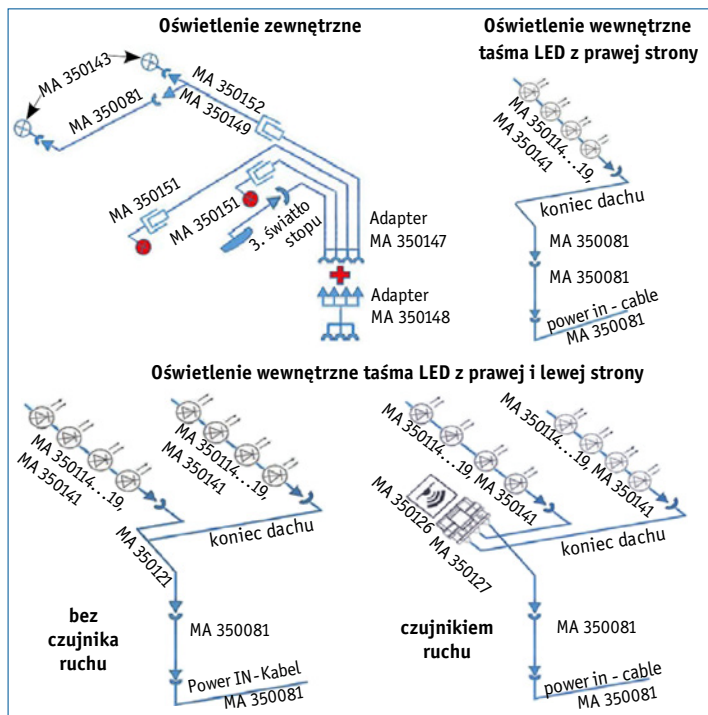 Oświetlenie zewnętrzne
MA 350143
MA 350081
MA 350152
MA 350149
MA 350151
MA 350151
3. światło
stopu
Adapter
MA 350147
Adapter
MA 350148
Oświetlenie wewnętrzne
taśma LED z prawej strony
MA 350114...19,
MA 350141
koniec dachu
MA 350081
MA 350081
power in - cable
MA 350081
Oświetlenie wewnętrzne taśma LED z prawej i lewej strony
MA 350114...19,
MA 350141
MA 350114...19,
MA 350141
koniec dachu
MA 350121
bez
czujnika
ruchu
MA 350081
Power IN-Kabel
MA 350081
MA 350114...19, MA 350141
MA 350114...19, MA 350141
MA 350126
MA 350127
koniec dachu
czujnikiem
ruchu
MA 350081
power in - cable
MA 350081